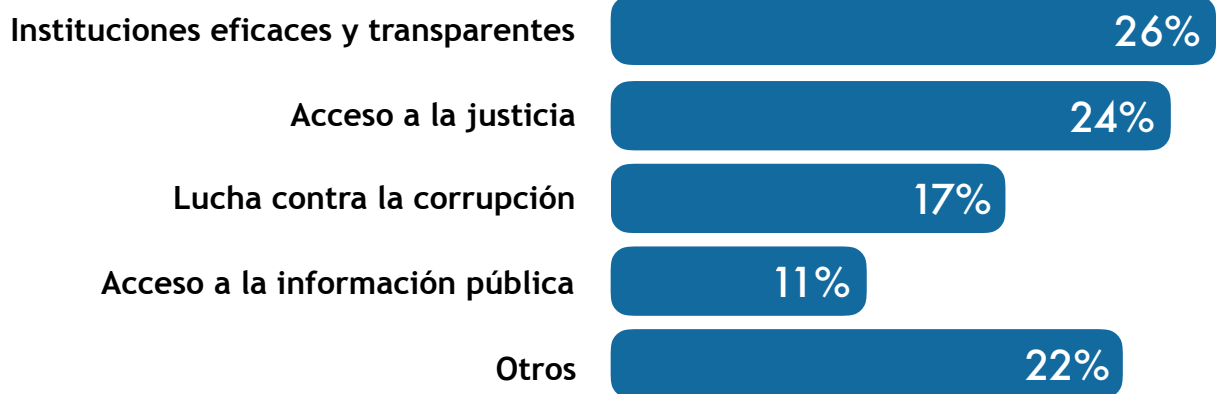 Instituciones eficaces y transparentes 26%
Acceso a la justicia 24%
Lucha contra la corrupción 17%
Acceso a la información pública 11%
Otros 22%